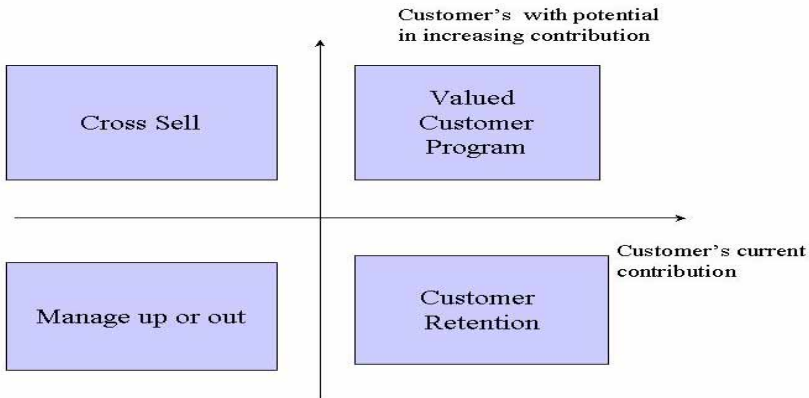 Customer's  with potential
in increasing contribution
Cross Sell
Valued
Customer
Program
Customer's current
contribution
Manage up or out
Customer
Retention